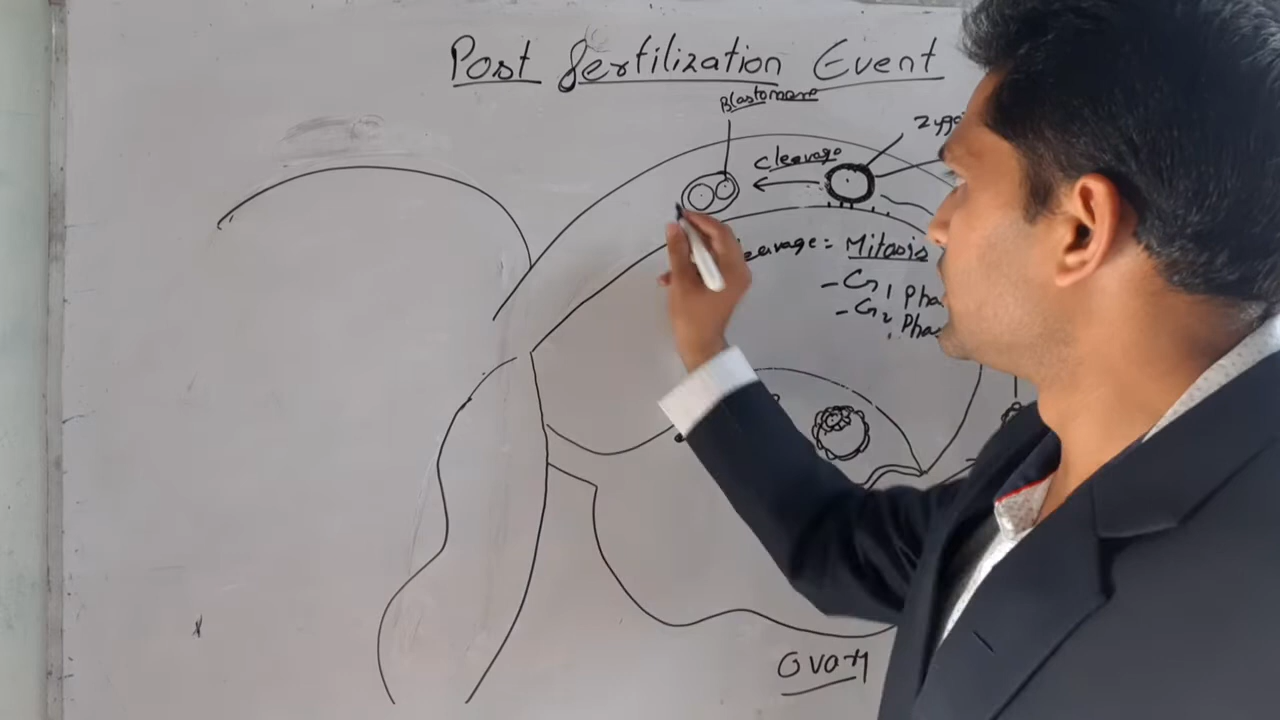 Post fertilization Event
Blastomere
cleavage
Zygo
leavage = Mitosis
- G1 Pha
- G2 Pha
Ovary